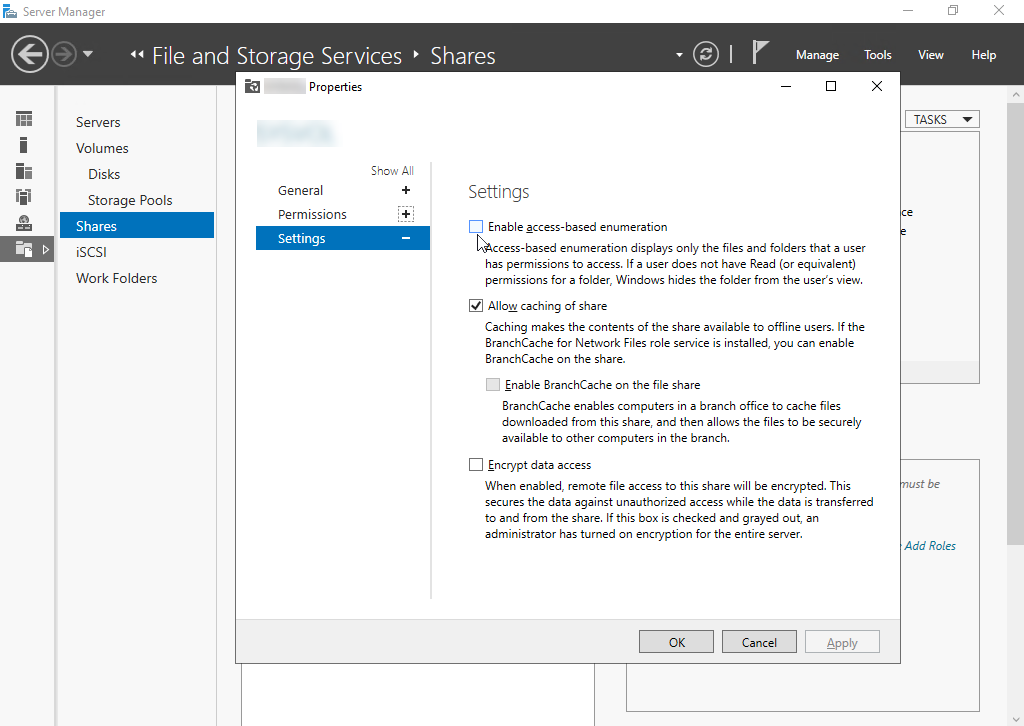 Server Manager
File and Storage Services
Shares
Manage
Tools
View
Help
Properties
TASKS
Servers
Volumes
Disks
Storage Pools
Shares
iSCSI
Work Folders
Show All
General
Permissions
Settings
Settings
Enable access-based enumeration
Access-based enumeration displays only the files and folders that a user
has permissions to access. If a user does not have Read (or equivalent)
permissions for a folder, Windows hides the folder from the user's view.
Allow caching of share
Caching makes the contents of the share available to offline users. If the
BranchCache for Network Files role service is installed, you can enable
BranchCache on the share.
Enable BranchCache on the file share
BranchCache enables computers in a branch office to cache files
downloaded from this share, and then allows the files to be securely
available to other computers in the branch.
Encrypt data access
When enabled, remote file access to this share will be encrypted. This
secures the data against unauthorized access while the data is transferred
to and from the share. If this box is checked and grayed out, an
administrator has turned on encryption for the entire server.
ce
e
must be
Add Roles
OK
Cancel
Apply